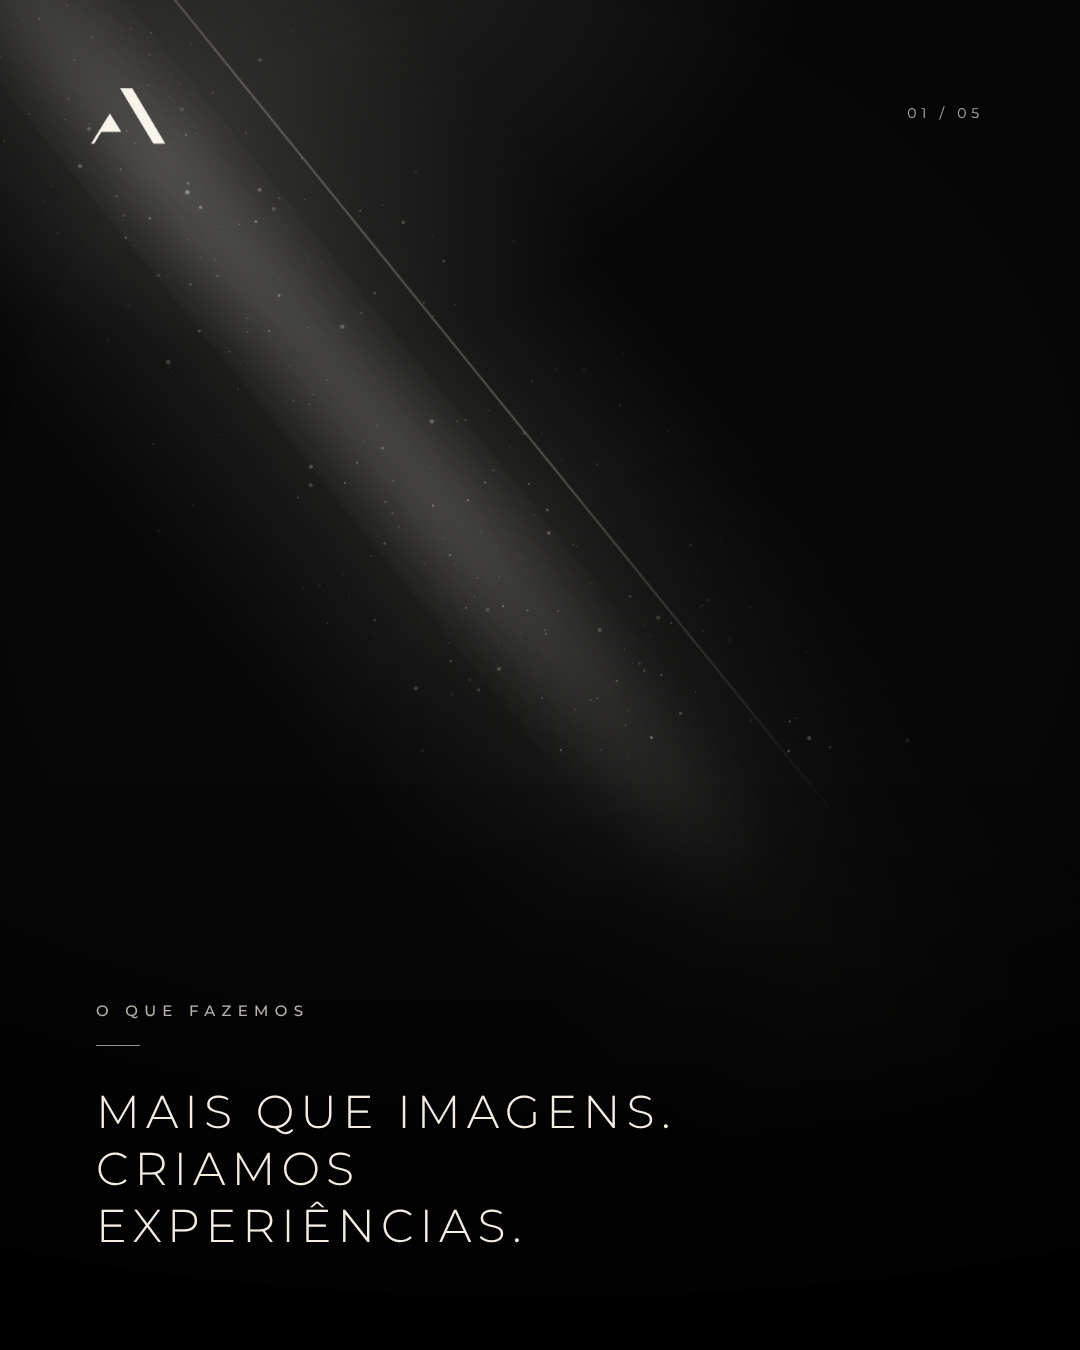 01 / 05
O QUE FAZEMOS
MAIS QUE IMAGENS.
CRIAMOS
EXPERIÊNCIAS.